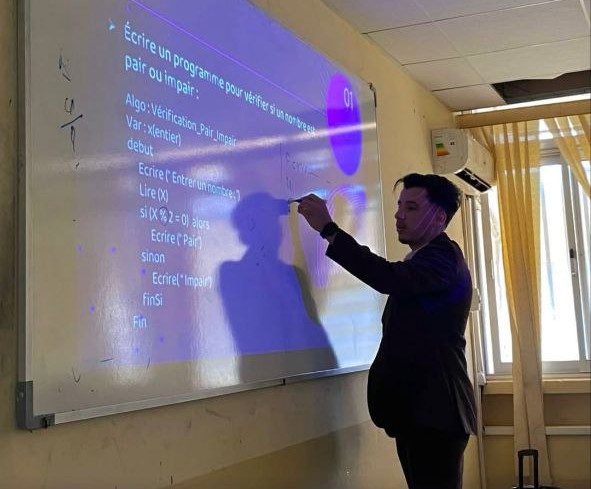 ➤ Écrire un programme pour vérifier si un nombre est
pair ou impair :
01
Algo : Vérification_Pair_Impair
Var : x(entier)
debut
Ecrire (" Entrer un nombre : ")
Lire (X)
si (X % 2 = 0) alors
Ecrire (" Pair")
sinon
Ecrire(" Impair")
finSi
Fin